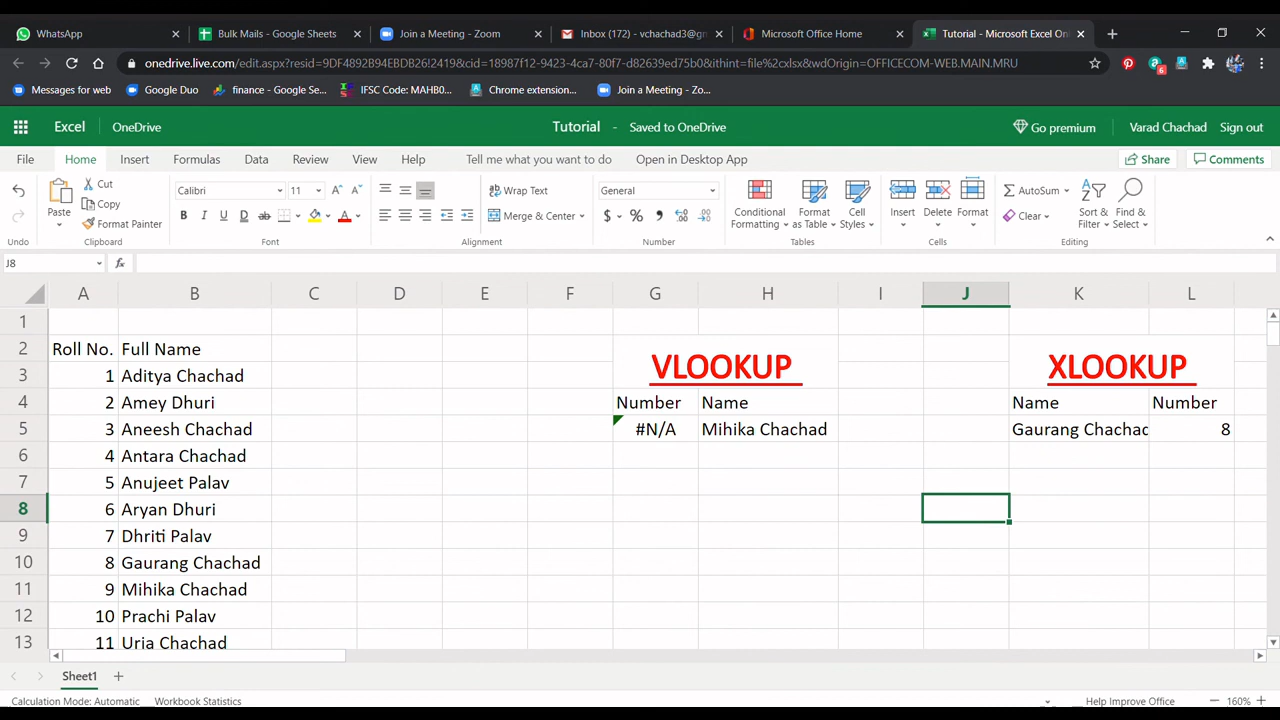 WhatsApp
Bulk Mails - Google Sheets
Join a Meeting - Zoom
Inbox (172) - vchachad3@gm
Microsoft Office Home
Tutorial - Microsoft Excel Onl
onedrive.live.com/edit.aspx?resid=9DF4892B94EBDB26!2419&cid=18987f12-9423-4ca7-80f7-d82639ed75b0&ithint=file%2cxlsx&wdOrigin=OFFICECOM-WEB.MAIN.MRU
6
Messages for web
Google Duo
finance - Google Se...
IFSC Code: MAHB0...
Chrome extension...
Join a Meeting - Zo...
Excel
OneDrive
Tutorial - Saved to OneDrive
Go premium
Varad Chachad
Sign out
File
Home
Insert
Formulas
Data
Review
View
Help
Tell me what you want to do
Open in Desktop App
Share
Comments
Undo
Paste
Cut
Copy
Format Painter
Clipboard
Calibri
11
Font
Wrap Text
Merge & Center
Alignment
General
Number
Conditional Formatting
Format as Table
Cell Styles
Tables
Insert
Delete
Format
Cells
AutoSum
Clear
Sort & Filter
Find & Select
Editing
J8
fx
A B C D E F G H I J K L
1
2 Roll No. Full Name
3 1 Aditya Chachad
VLOOKUP
XLOOKUP
4 2 Amey Dhuri Number Name Name Number
5 3 Aneesh Chachad #N/A Mihika Chachad Gaurang Chachad 8
6 4 Antara Chachad
7 5 Anujeet Palav
8 6 Aryan Dhuri
9 7 Dhriti Palav
10 8 Gaurang Chachad
11 9 Mihika Chachad
12 10 Prachi Palav
13 11 Uria Chachad
Sheet1
Calculation Mode: Automatic
Workbook Statistics
Help Improve Office
160%